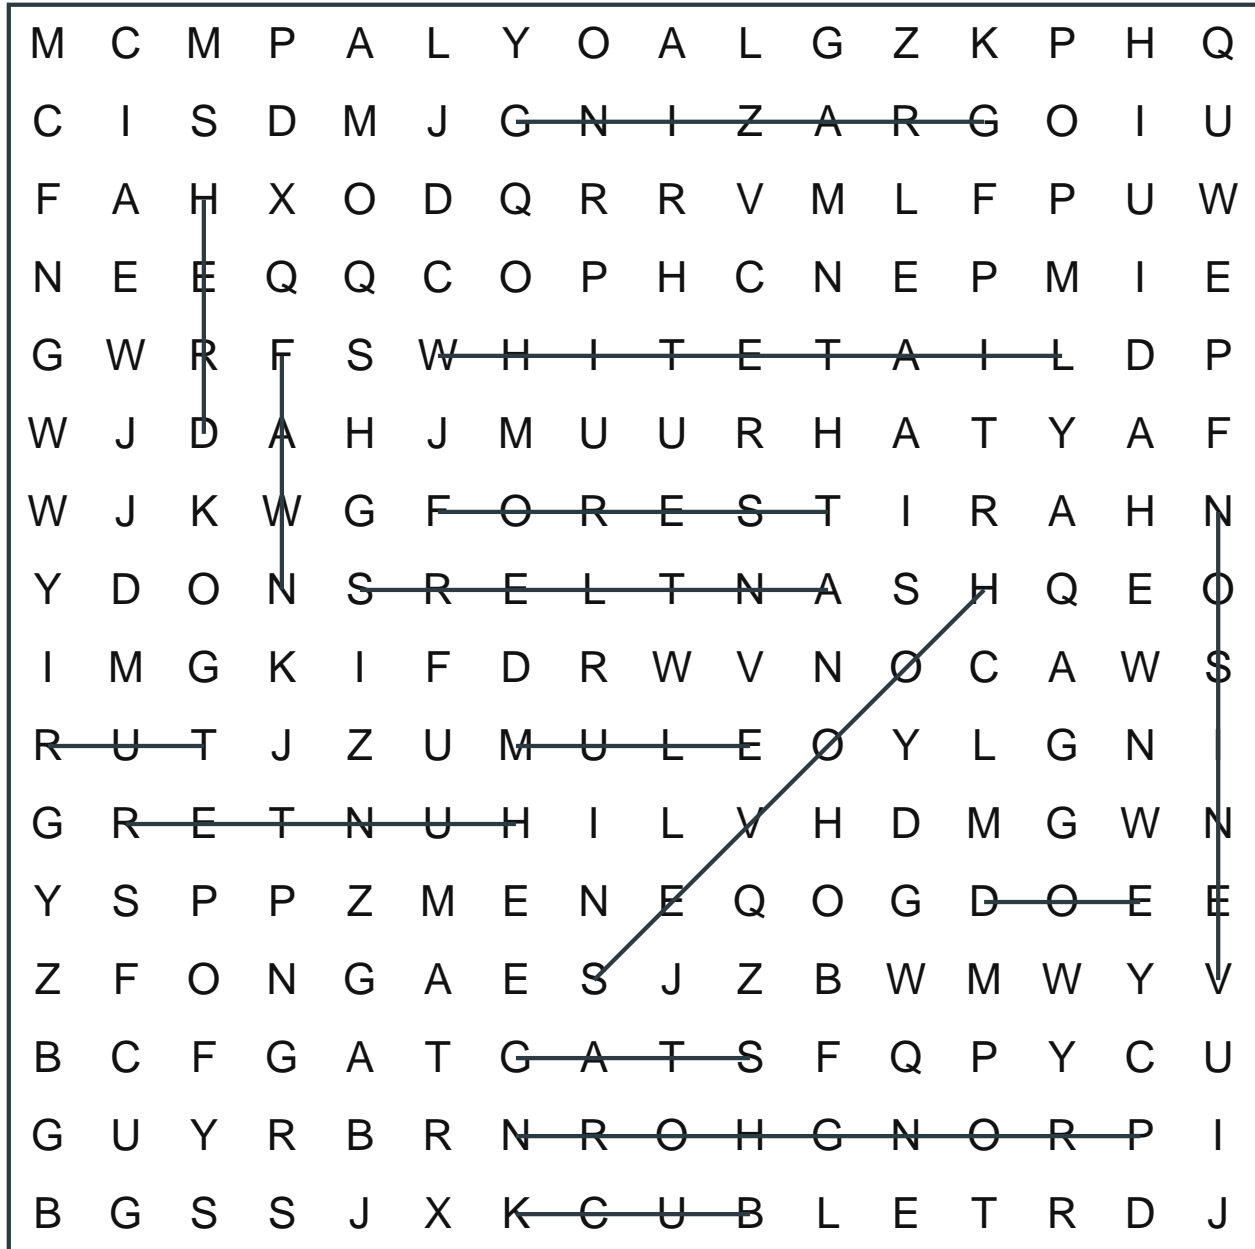 M C M P A L Y O A L G Z K P H Q
C I S D M J G N I Z A R G O I U
F A H X O D Q R R V M L F P U W
N E E Q Q C O P H C N E P M I E
G W R F S W H I T E T A I L D P
W J D A H J M U U R H A T Y A F
W J K W G F O R E S T I R A H N
Y D O N S R E L T N A S H Q E O
I M G K I F D R W V N O C A W S
R U T J Z U M U L E O Y L G N I
G R E T N U H I L V H D M G W N
Y S P P Z M E N E Q O G D O E E
Z F O N G A E S J Z B W M W Y V
B C F G A T G A T S F Q P Y C U
G U Y R B R N R O H G N O R P I
B G S S J X K C U B L E T R D J